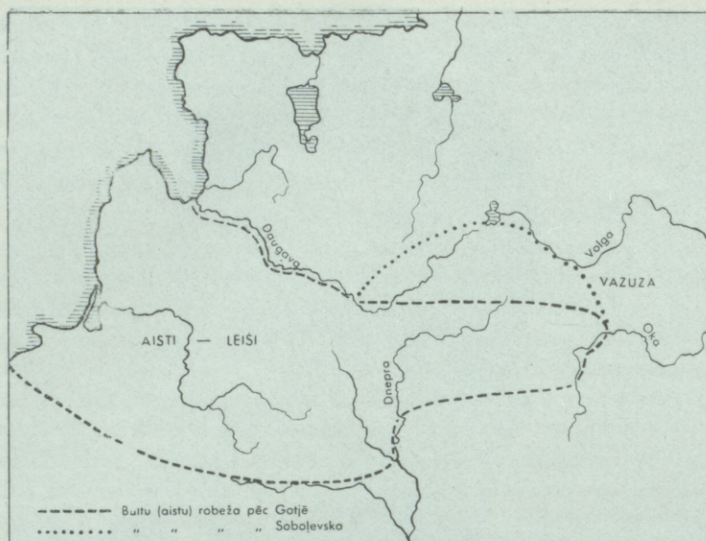 Daugava
Volga
VAZUZA
Oka
AISTI — LEIŠI
Dnepra
Baltu (aistu) robeža pēc Gotjē
“ “ “ “ Soboļevska